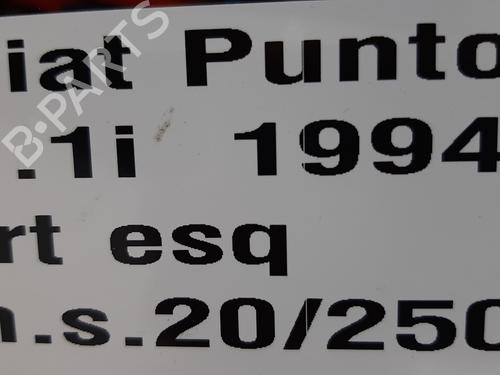 iat Punto
.1i 1994
rt esq
n.s.20/250
B-PARTS